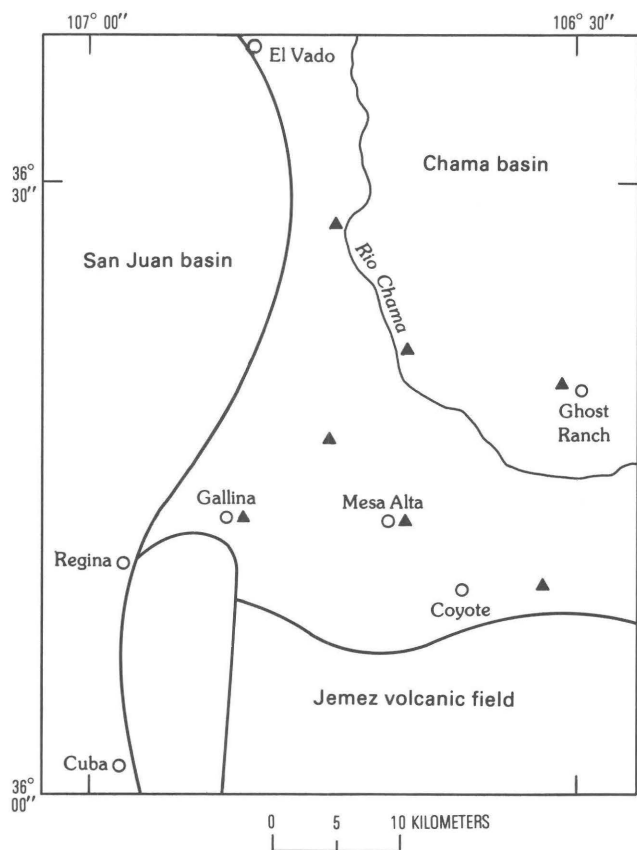 107° 00''
106° 30''
El Vado
36°
30''
Chama basin
San Juan basin
Rio Chama
Ghost
Ranch
Gallina
Mesa Alta
Regina
Coyote
Jemez volcanic field
Cuba
36°
00''
0 5 10 KILOMETERS